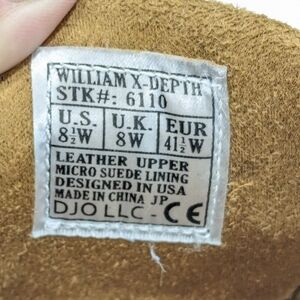 WILLIAM X-DEPTH
STK#: 6110
U.S. U.K. EUR
8½W 8W 41½W
LEATHER UPPER
MICRO SUEDE LINING
DESIGNED IN USA
MADE IN CHINA JP
DJO LLC - CE